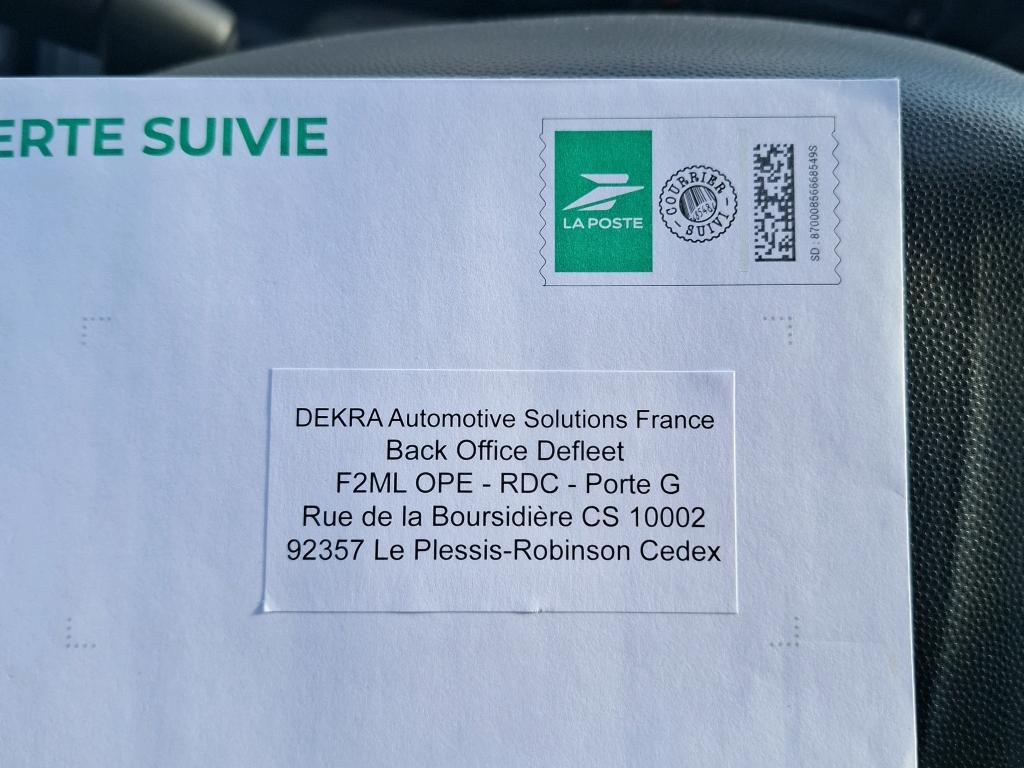 ERTE SUIVIE
LA POSTE
COURRIER
SUIVI
SD : 87000856668549S
DEKRA Automotive Solutions France
Back Office Defleet
F2ML OPE - RDC - Porte G
Rue de la Boursidière CS 10002
92357 Le Plessis-Robinson Cedex